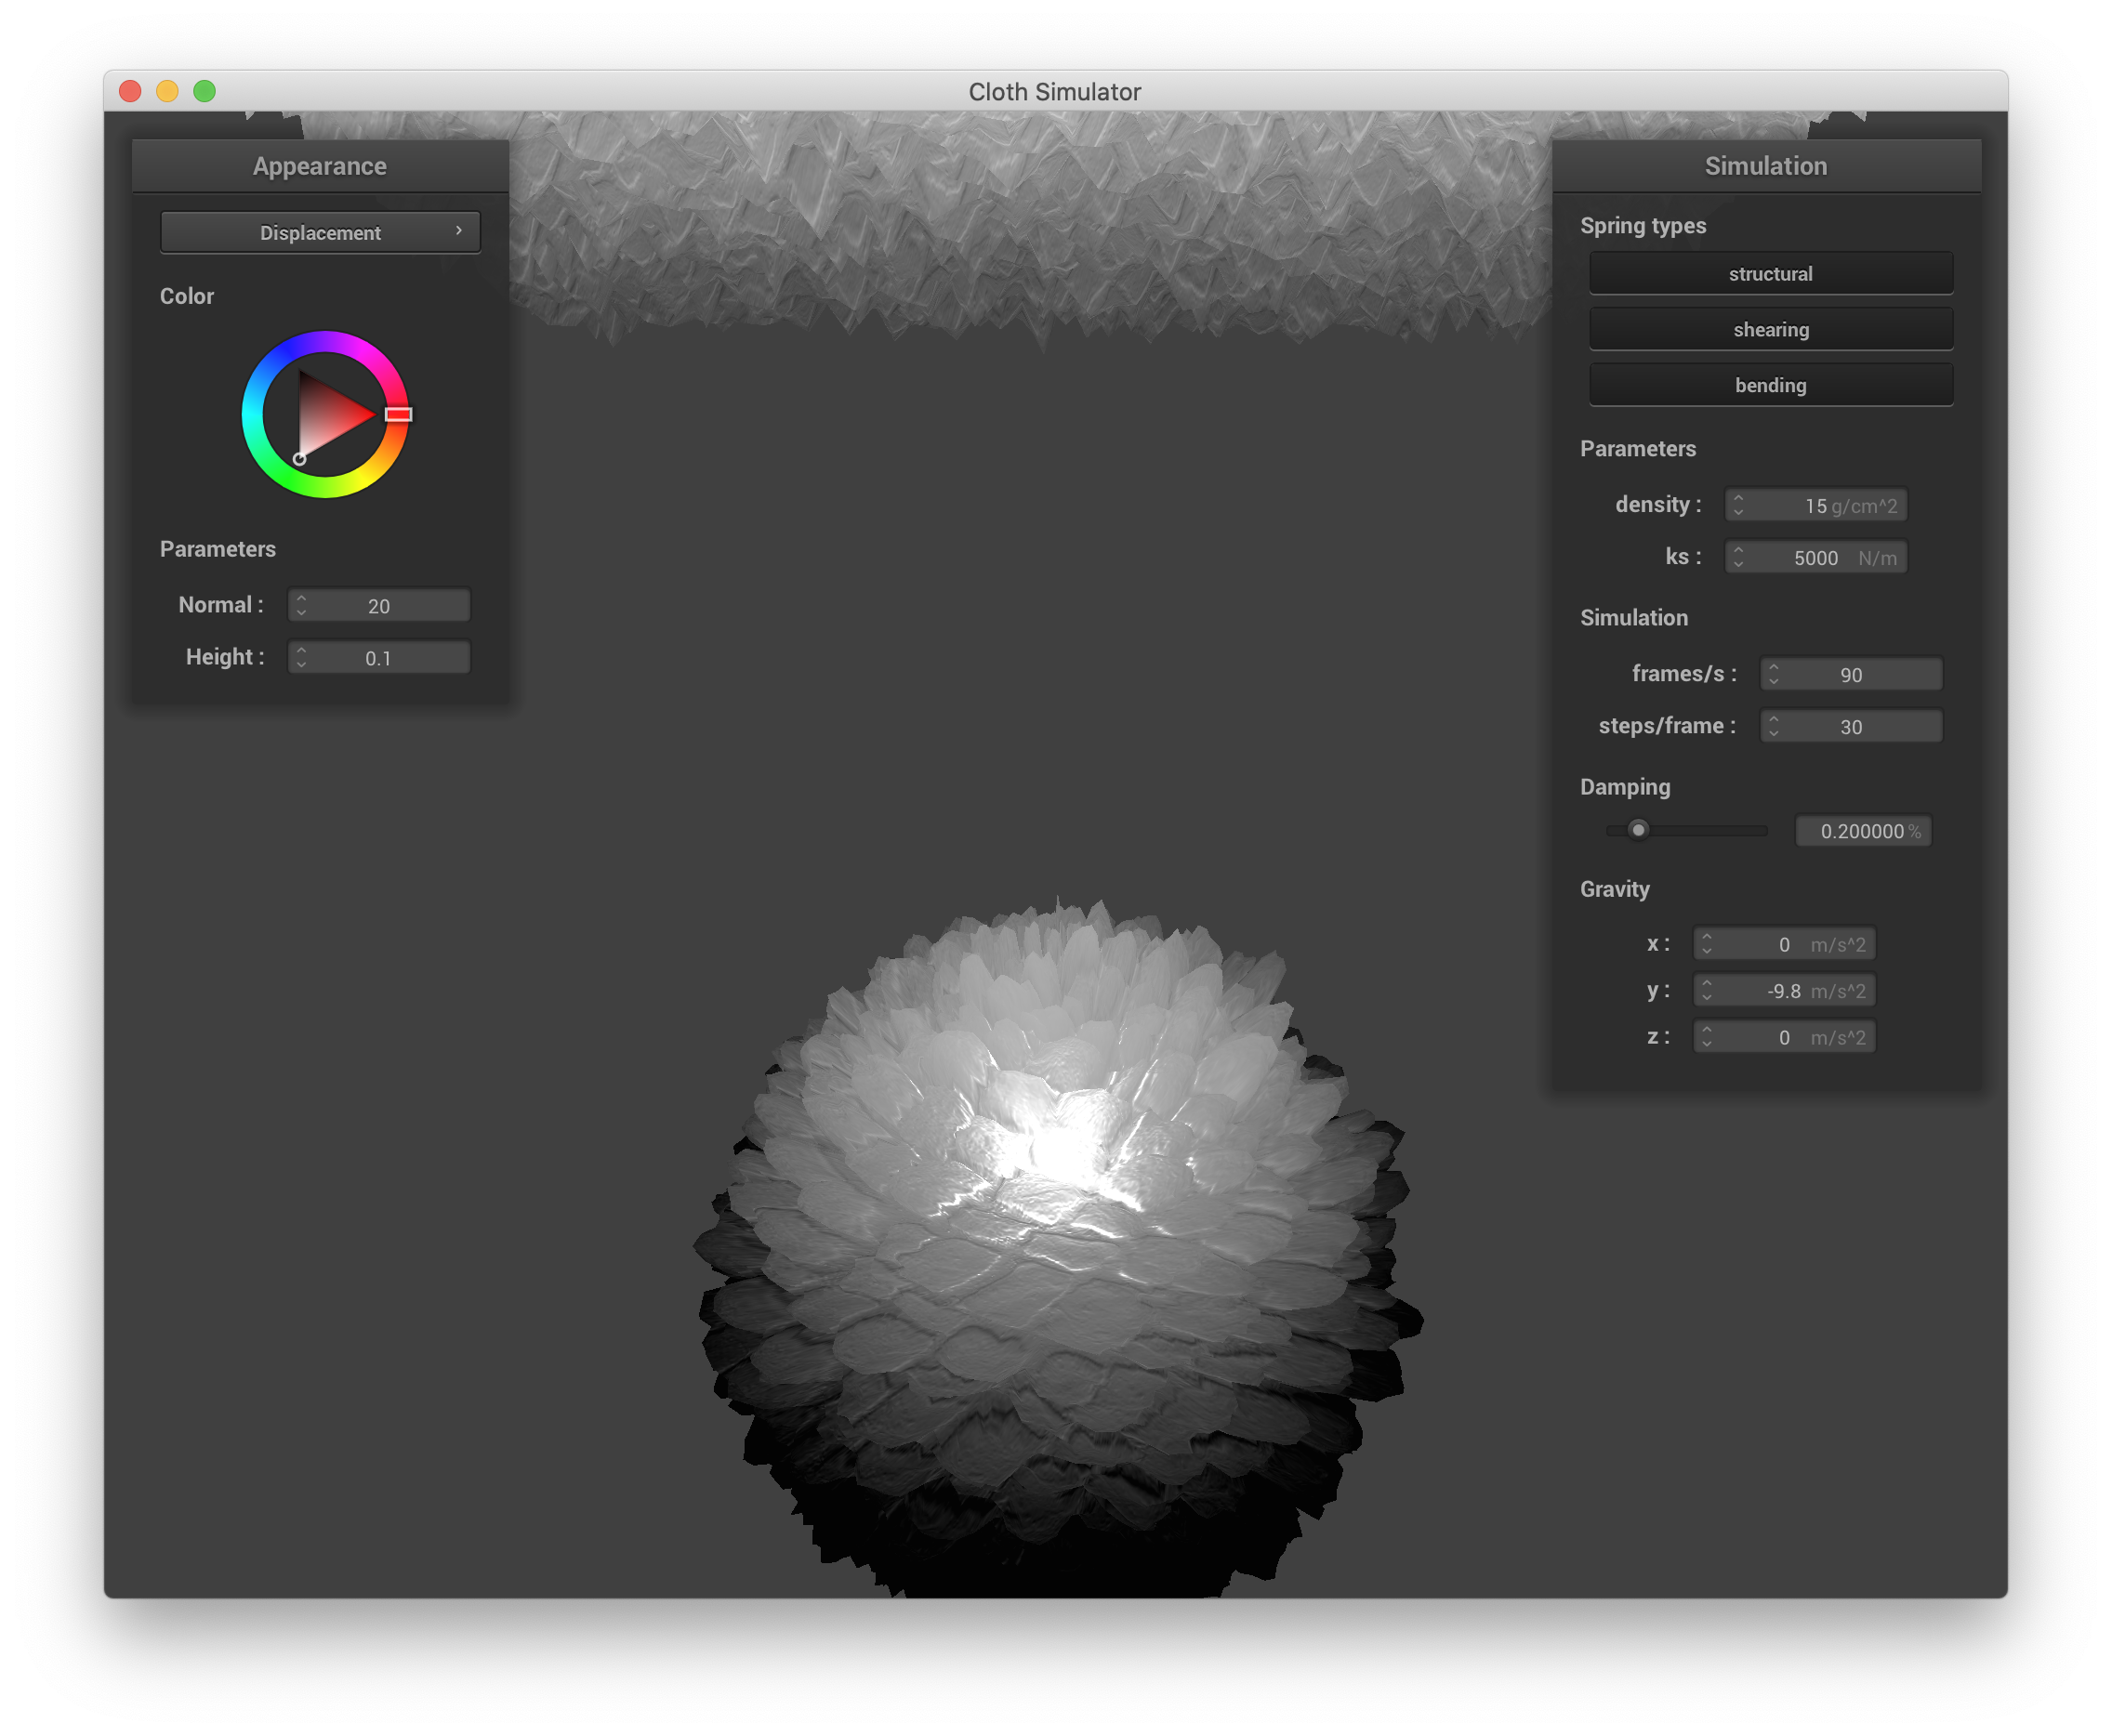 Cloth Simulator
Appearance
Displacement
Color
Parameters
Normal : 20
Height : 0.1
Simulation
Spring types
structural
shearing
bending
Parameters
density : 15 g/cm^2
ks : 5000 N/m
Simulation
frames/s : 90
steps/frame : 30
Damping
0.200000 %
Gravity
x : 0 m/s^2
y : -9.8 m/s^2
z : 0 m/s^2